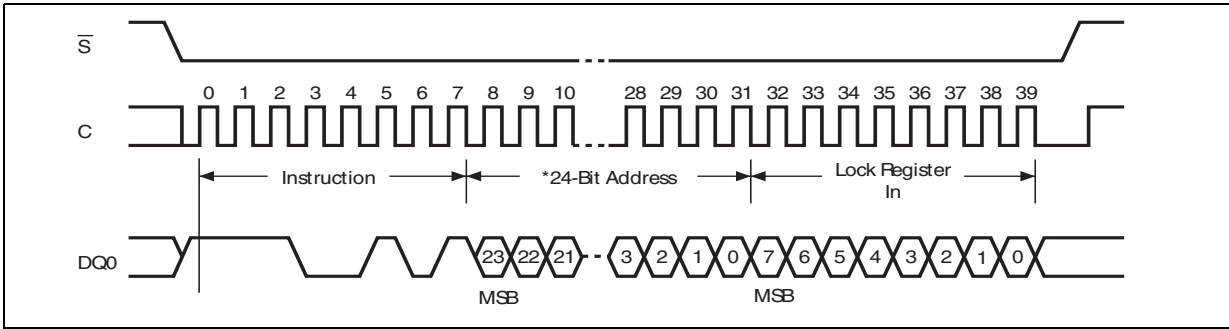 S
0 1 2 3 4 5 6 7 8 9 10 28 29 30 31 32 33 34 35 36 37 38 39
C
Instruction *24-Bit Address Lock Register
In
DQ0 23 22 21 3 2 1 0 7 6 5 4 3 2 1 0
MSB MSB